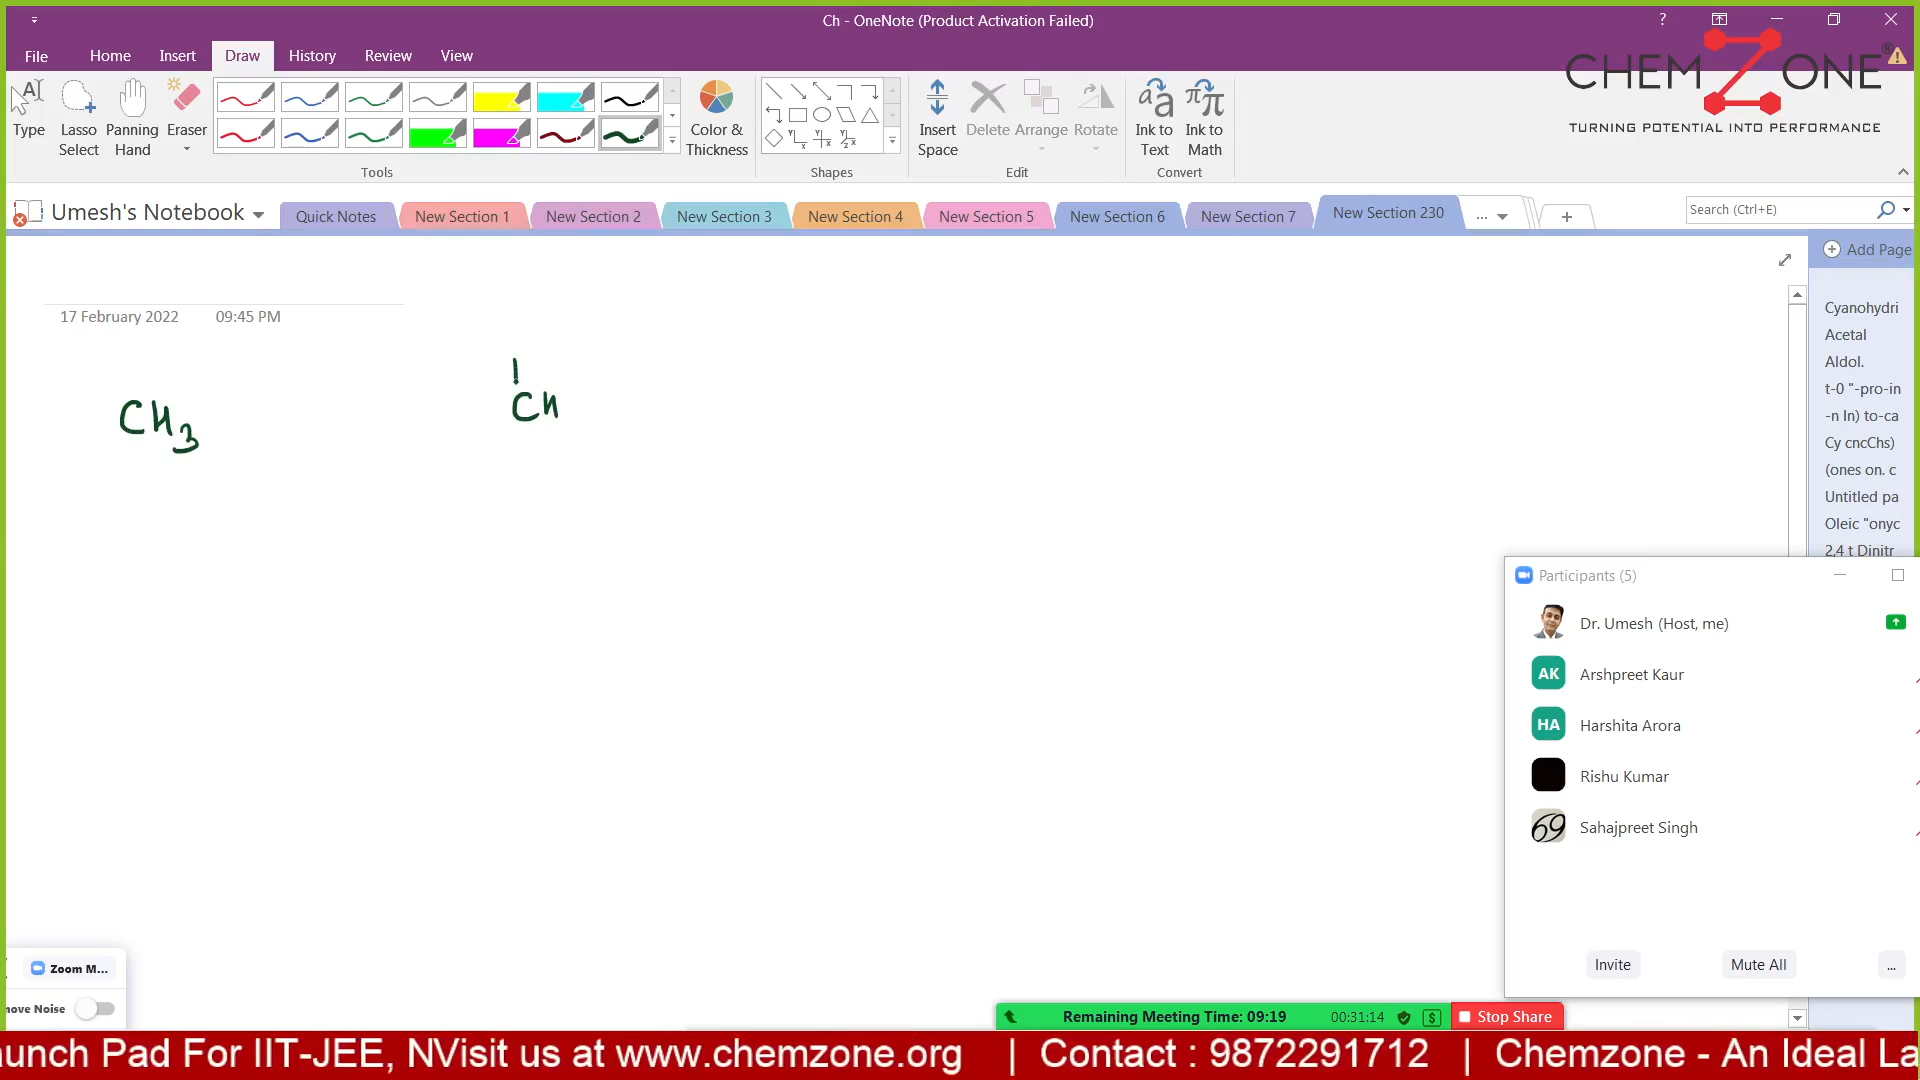 Ch - OneNote (Product Activation Failed)
?
File Home Insert Draw History Review View
CHEMZONE®
TURNING POTENTIAL INTO PERFORMANCE
Type
Lasso Select
Panning Hand
Eraser
Color & Thickness
Insert Space
Delete
Arrange
Rotate
Ink to Text
Ink to Math
Tools
Shapes
Edit
Convert
Umesh's Notebook
Quick Notes
New Section 1
New Section 2
New Section 3
New Section 4
New Section 5
New Section 6
New Section 7
New Section 230
...
Search (Ctrl+E)
Add Page
17 February 2022 09:45 PM
CH3
CH
Cyanohydri
Acetal
Aldol.
t-0 "-pro-in
-n In) to-ca
Cy cncChs)
(ones on. c
Untitled pa
Oleic "onyc
2,4 t Dinitr
Participants (5)
Dr. Umesh (Host, me)
AK Arshpreet Kaur
HA Harshita Arora
Rishu Kumar
69 Sahajpreet Singh
Invite Mute All ...
Zoom M...
nove Noise
Remaining Meeting Time: 09:19 00:31:14 Stop Share
aunch Pad For IIT-JEE, NVisit us at www.chemzone.org | Contact : 9872291712 | Chemzone - An Ideal La